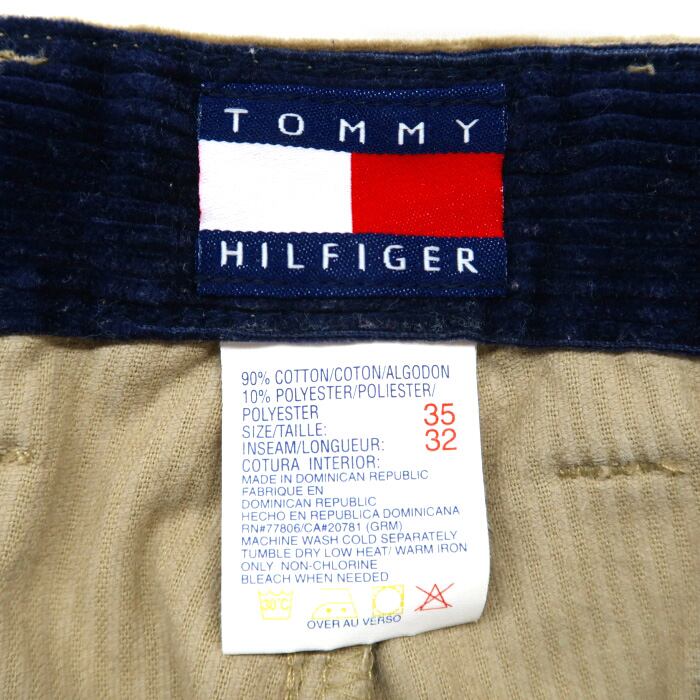 TOMMY
HILFIGER
90% COTTON/COTON/ALGODON
10% POLYESTER/POLIESTER/
POLYESTER
SIZE/TAILLE: 35
INSEAM/LONGUEUR: 32
COTURA INTERIOR:
MADE IN DOMINICAN REPUBLIC
FABRIQUE EN
DOMINICAN REPUBLIC
HECHO EN REPUBLICA DOMINICANA
RN#77806/CA#20781 (GRM)
MACHINE WASH COLD SEPARATELY
TUMBLE DRY LOW HEAT/ WARM IRON
ONLY NON-CHLORINE
BLEACH WHEN NEEDED
30°C
OVER AU VERSO